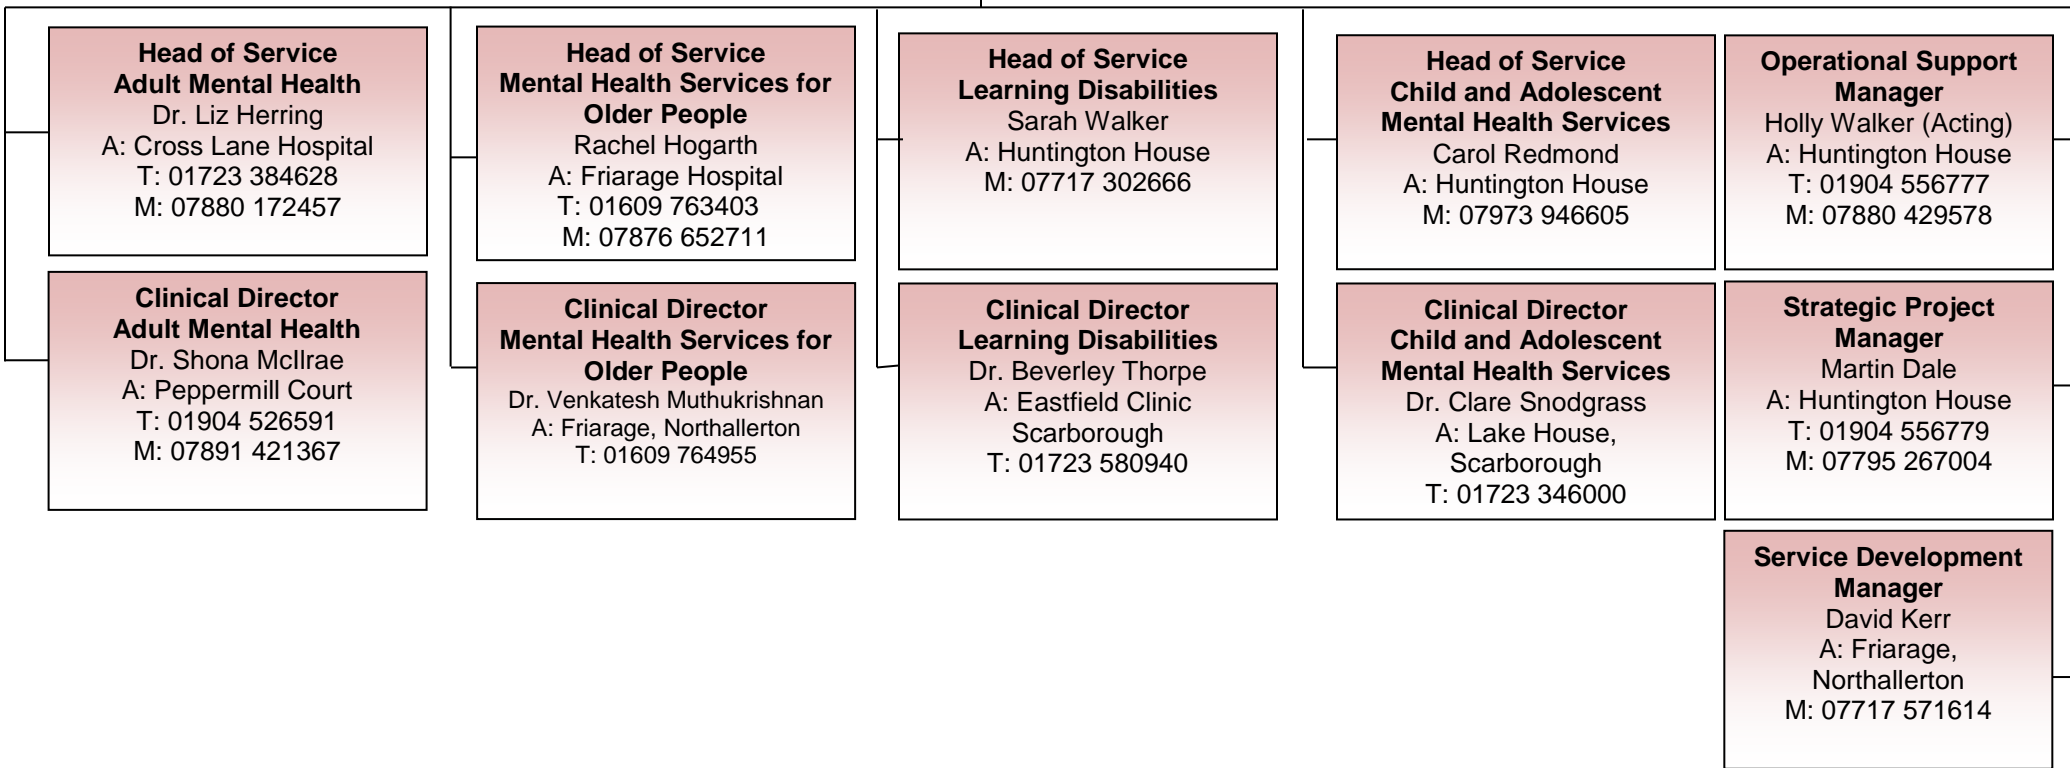 Head of Service
Adult Mental Health
Dr. Liz Herring
A: Cross Lane Hospital
T: 01723 384628
M: 07880 172457
Head of Service
Mental Health Services for
Older People
Rachel Hogarth
A: Friarage Hospital
T: 01609 763403
M: 07876 652711
Head of Service
Learning Disabilities
Sarah Walker
A: Huntington House
M: 07717 302666
Head of Service
Child and Adolescent
Mental Health Services
Carol Redmond
A: Huntington House
M: 07973 946605
Operational Support
Manager
Holly Walker (Acting)
A: Huntington House
T: 01904 556777
M: 07880 429578
Clinical Director
Adult Mental Health
Dr. Shona McIlrae
A: Peppermill Court
T: 01904 526591
M: 07891 421367
Clinical Director
Mental Health Services for
Older People
Dr. Venkatesh Muthukrishnan
A: Friarage, Northallerton
T: 01609 764955
Clinical Director
Learning Disabilities
Dr. Beverley Thorpe
A: Eastfield Clinic
Scarborough
T: 01723 580940
Clinical Director
Child and Adolescent
Mental Health Services
Dr. Clare Snodgrass
A: Lake House,
Scarborough
T: 01723 346000
Strategic Project
Manager
Martin Dale
A: Huntington House
T: 01904 556779
M: 07795 267004
Service Development
Manager
David Kerr
A: Friarage,
Northallerton
M: 07717 571614